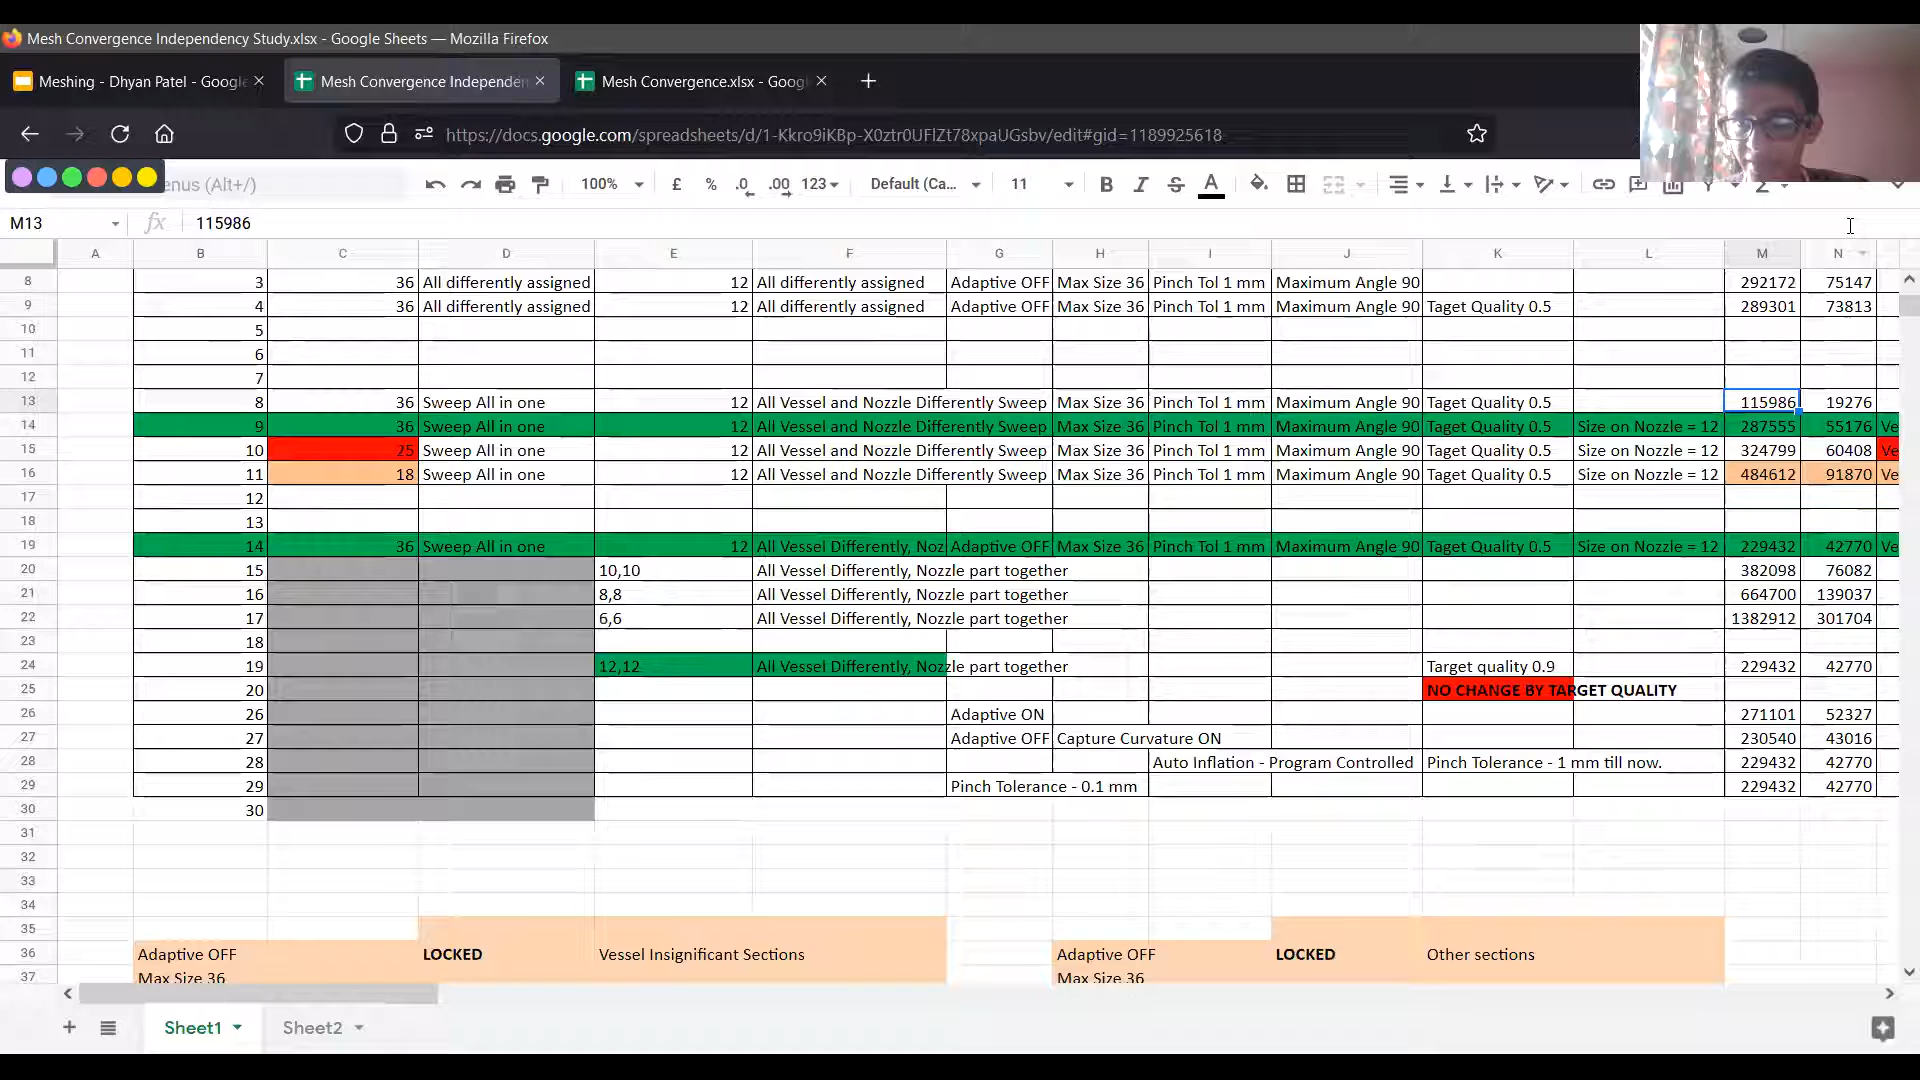 Mesh Convergence Independency Study.xlsx - Google Sheets — Mozilla Firefox
Meshing - Dhyan Patel - Google
Mesh Convergence Independen
Mesh Convergence.xlsx - Goog
https://docs.google.com/spreadsheets/d/1-Kkro9iKBp-X0ztr0UFlZt78xpaUGsbv/edit#gid=1189925618
enus (Alt+/) 100% £ % .0 .00 123 Default (Ca... 11 B I S A
M13 fx 115986
A B C D E F G H I J K L M N
8 3 36 All differently assigned 12 All differently assigned Adaptive OFF Max Size 36 Pinch Tol 1 mm Maximum Angle 90 292172 75147
9 4 36 All differently assigned 12 All differently assigned Adaptive OFF Max Size 36 Pinch Tol 1 mm Maximum Angle 90 Taget Quality 0.5 289301 73813
10 5
11 6
12 7
13 8 36 Sweep All in one 12 All Vessel and Nozzle Differently Sweep Max Size 36 Pinch Tol 1 mm Maximum Angle 90 Taget Quality 0.5 115986 19276
14 9 36 Sweep All in one 12 All Vessel and Nozzle Differently Sweep Max Size 36 Pinch Tol 1 mm Maximum Angle 90 Taget Quality 0.5 Size on Nozzle = 12 287555 55176 Ve
15 10 25 Sweep All in one 12 All Vessel and Nozzle Differently Sweep Max Size 36 Pinch Tol 1 mm Maximum Angle 90 Taget Quality 0.5 Size on Nozzle = 12 324799 60408 Ve
16 11 18 Sweep All in one 12 All Vessel and Nozzle Differently Sweep Max Size 36 Pinch Tol 1 mm Maximum Angle 90 Taget Quality 0.5 Size on Nozzle = 12 484612 91870 Ve
17 12
18 13
19 14 36 Sweep All in one 12 All Vessel Differently, Noz Adaptive OFF Max Size 36 Pinch Tol 1 mm Maximum Angle 90 Taget Quality 0.5 Size on Nozzle = 12 229432 42770 Ve
20 15 10,10 All Vessel Differently, Nozzle part together 382098 76082
21 16 8,8 All Vessel Differently, Nozzle part together 664700 139037
22 17 6,6 All Vessel Differently, Nozzle part together 1382912 301704
23 18
24 19 12,12 All Vessel Differently, Nozzle part together Target quality 0.9 229432 42770
25 20 NO CHANGE BY TARGET QUALITY
26 26 Adaptive ON 271101 52327
27 27 Adaptive OFF Capture Curvature ON 230540 43016
28 28 Auto Inflation - Program Controlled Pinch Tolerance - 1 mm till now. 229432 42770
29 29 Pinch Tolerance - 0.1 mm 229432 42770
30 30
31
32
33
34
35
36 Adaptive OFF LOCKED Vessel Insignificant Sections Adaptive OFF LOCKED Other sections
37 Max Size 36 Max Size 36
Sheet1 Sheet2